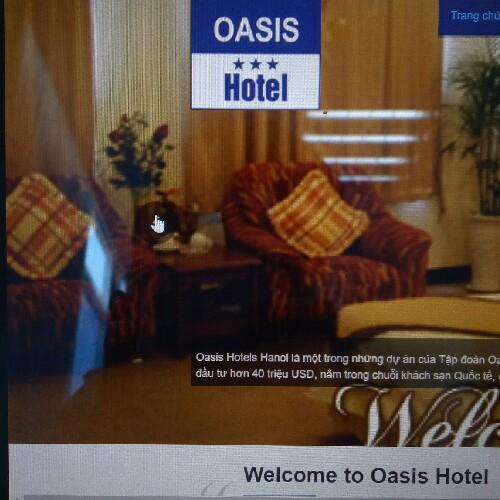 OASIS
Hotel
Trang chủ
Oasis Hotels Hanoi là một trong những dự án của Tập đoàn
đầu tư hơn 40 triệu USD, nằm trong chuỗi khách sạn Quốc tế,
Welcome to Oasis Hotel